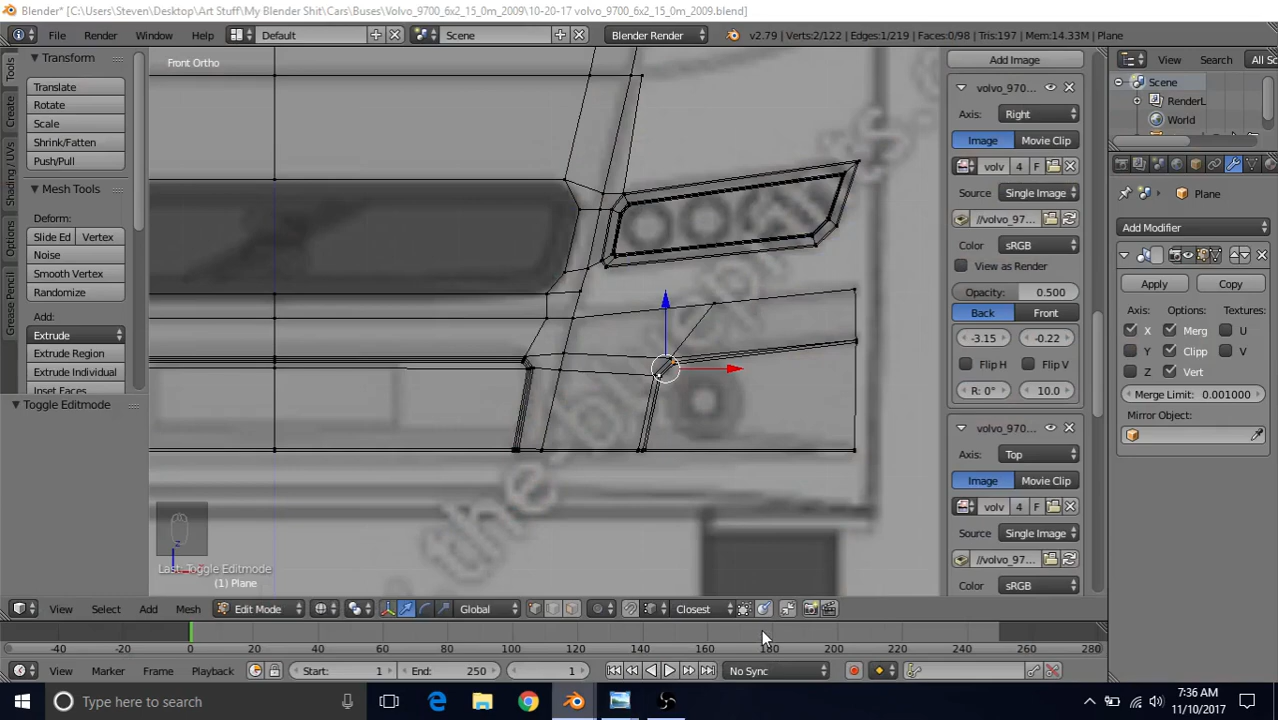 Blender* [C:\Users\Steven\Desktop\Art Stuff\My Blender Shit\Cars\Buses\Volvo_9700_6x2_15_0m_2009\10-20-17 volvo_9700_6x2_15_0m_2009.blend]
File Render Window Help Default Scene Blender Render v2.79 | Verts:2/122 | Edges:1/219 | Faces:0/98 | Tris:197 | Mem:14.33M | Plane
Front Ortho
Tools
Create
Shading / UVs
Options
Grease Pencil
Transform
Translate
Rotate
Scale
Shrink/Fatten
Push/Pull
Mesh Tools
Deform:
Slide Ed Vertex
Noise
Smooth Vertex
Randomize
Add:
Extrude
Extrude Region
Extrude Individual
Inset Faces
Toggle Editmode
Last: Toggle Editmode
(1) Plane
Add Image
volvo_970...
Axis: Right
Image Movie Clip
volv 4 F
Source: Single Image
//volvo_97...
Color: sRGB
View as Render
Opacity: 0.500
Back Front
-3.15 -0.22
Flip H Flip V
R: 0° 10.0
volvo_970...
Axis: Top
Image Movie Clip
volv 4 F
Source: Single Image
//volvo_97...
Color: sRGB
View Search All Sc
Scene
RenderL
World
Plane
Add Modifier
Apply Copy
Axis: Options: Textures:
X Merg U
Y Clipp V
Z Vert
Merge Limit: 0.001000
Mirror Object:
View Select Add Mesh Edit Mode Global Closest
-40 -20 0 20 40 60 80 100 120 140 160 180 200 220 240 260 280
View Marker Frame Playback Start: 1 End: 250 1 No Sync
Type here to search
7:36 AM
11/10/2017